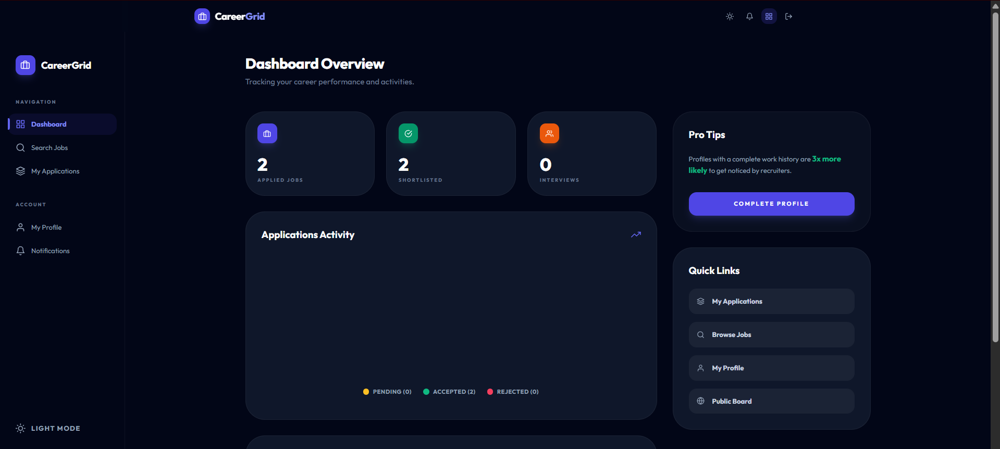 CareerGrid
CareerGrid
NAVIGATION
Dashboard
Search Jobs
My Applications
ACCOUNT
My Profile
Notifications
LIGHT MODE
Dashboard Overview
Tracking your career performance and activities.
2
APPLIED JOBS
2
SHORTLISTED
0
INTERVIEWS
Applications Activity
PENDING (0)
ACCEPTED (2)
REJECTED (0)
Pro Tips
Profiles with a complete work history are 3x more
likely to get noticed by recruiters.
COMPLETE PROFILE
Quick Links
My Applications
Browse Jobs
My Profile
Public Board